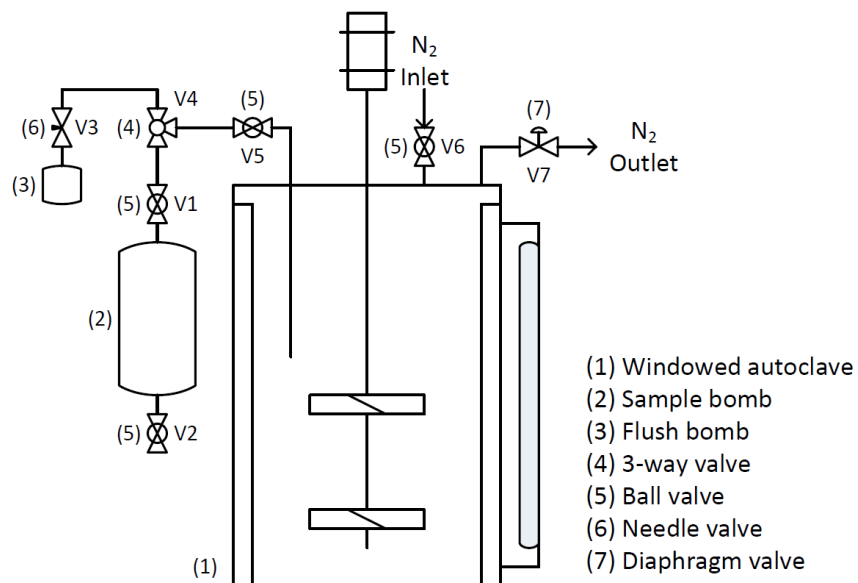 N2
Inlet
(5)
V4
(7)
(6)
V3
(4)
(5)
V6
N2
Outlet
V5
V7
(3)
(5)
V1
(2)
(5)
V2
(1)
(1) Windowed autoclave
(2) Sample bomb
(3) Flush bomb
(4) 3-way valve
(5) Ball valve
(6) Needle valve
(7) Diaphragm valve